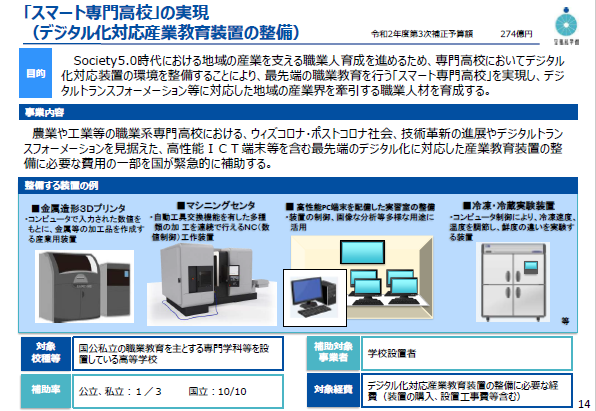 「スマート専門高校」の実現
（デジタル化対応産業教育装置の整備）
令和2年度第3次補正予算額 274億円
文部科学省
目的
Society5.0時代における地域の産業を支える職業人育成を進めるため、専門高校においてデジタル
化対応装置の環境を整備することにより、最先端の職業教育を行う「スマート専門高校」を実現し、デジ
タルトランスフォーメーション等に対応した地域の産業界を牽引する職業人材を育成する。
事業内容
農業や工業等の職業系専門高校における、ウィズコロナ・ポストコロナ社会、技術革新の進展やデジタルトラン
スフォーメーションを見据えた、高性能ＩＣＴ端末等を含む最先端のデジタル化に対応した産業教育装置の整
備に必要な費用の一部を国が緊急的に補助する。
整備する装置の例
■金属造形3Dプリンタ
・コンピュータで入力された数値を
もとに、金属等の加工品を作成す
る産業用装置
■マシニングセンタ
・自動工具交換機能を有した多種
類の加工を連続で行えるNC（数
値制御）工作装置
■高性能PC端末を配備した実習室の整備
・装置の制御、画像な分析等多様な用途に
活用
■冷凍・冷蔵実験装置
・コンピュータ制御により、冷凍速度、
温度を調節し、鮮度の違いを実験す
る装置
等
対象
校種等
国公私立の職業教育を主とする専門学科等を設
置している高等学校
補助対象
事業者
学校設置者
補助率
公立、私立：１／３ 国立：10/10
対象経費
デジタル化対応産業教育装置の整備に必要な経
費（装置の購入、設置工事費等含む）
14